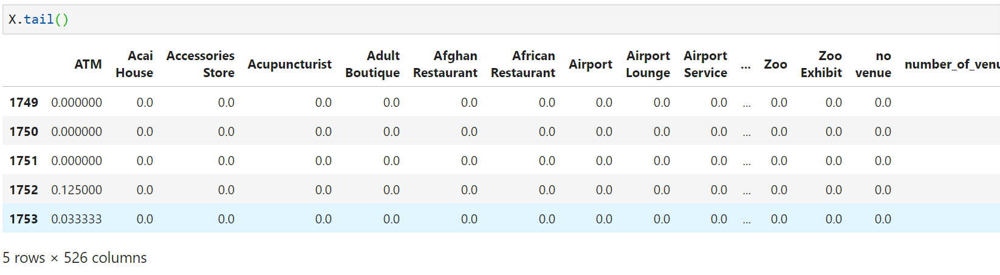 X.tail()
ATM Acai House Accessories Store Acupuncturist Adult Boutique Afghan Restaurant African Restaurant Airport Airport Lounge Airport Service ... Zoo Zoo Exhibit no venue number_of_venu
1749 0.000000 0.0 0.0 0.0 0.0 0.0 0.0 0.0 0.0 0.0 ... 0.0 0.0 0.0
1750 0.000000 0.0 0.0 0.0 0.0 0.0 0.0 0.0 0.0 0.0 ... 0.0 0.0 0.0
1751 0.000000 0.0 0.0 0.0 0.0 0.0 0.0 0.0 0.0 0.0 ... 0.0 0.0 0.0
1752 0.125000 0.0 0.0 0.0 0.0 0.0 0.0 0.0 0.0 0.0 ... 0.0 0.0 0.0
1753 0.033333 0.0 0.0 0.0 0.0 0.0 0.0 0.0 0.0 0.0 ... 0.0 0.0 0.0
5 rows × 526 columns